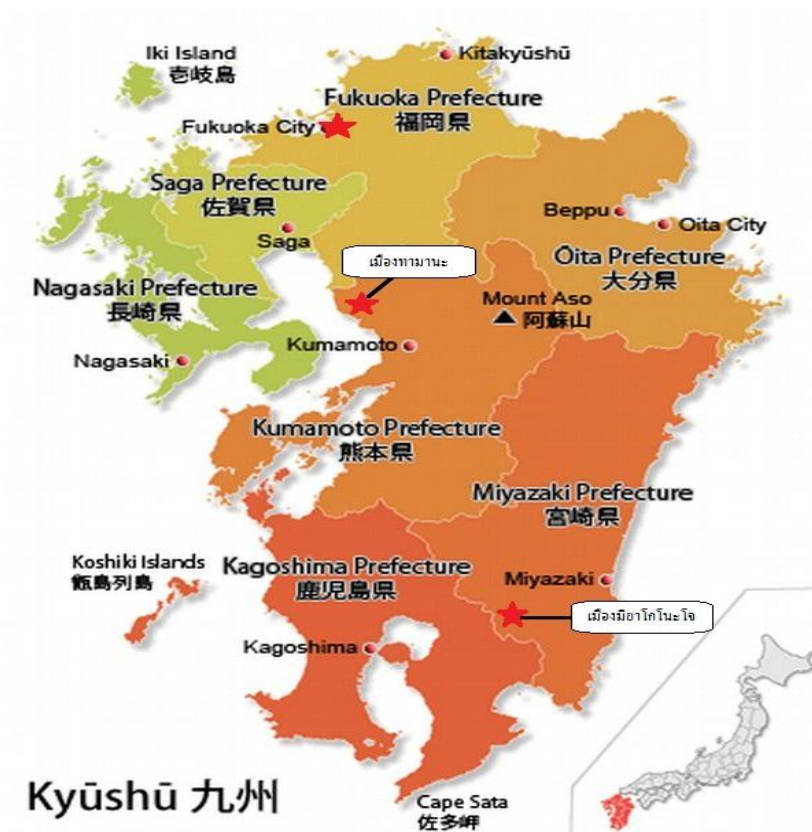 Iki Island
壱岐島
Kitakyūshū
Fukuoka Prefecture
福岡県
Fukuoka City
Saga Prefecture
佐賀県
Saga
Beppu
Oita City
เมืองทามานะ
Ōita Prefecture
大分県
Nagasaki Prefecture
長崎県
Mount Aso
阿蘇山
Nagasaki
Kumamoto
Kumamoto Prefecture
熊本県
Miyazaki Prefecture
宮崎県
Koshiki Islands
甑島列島
Kagoshima Prefecture
鹿児島県
Miyazaki
เมืองมิยาโกโนะโจ
Kagoshima
Kyūshū 九州
Cape Sata
佐多岬